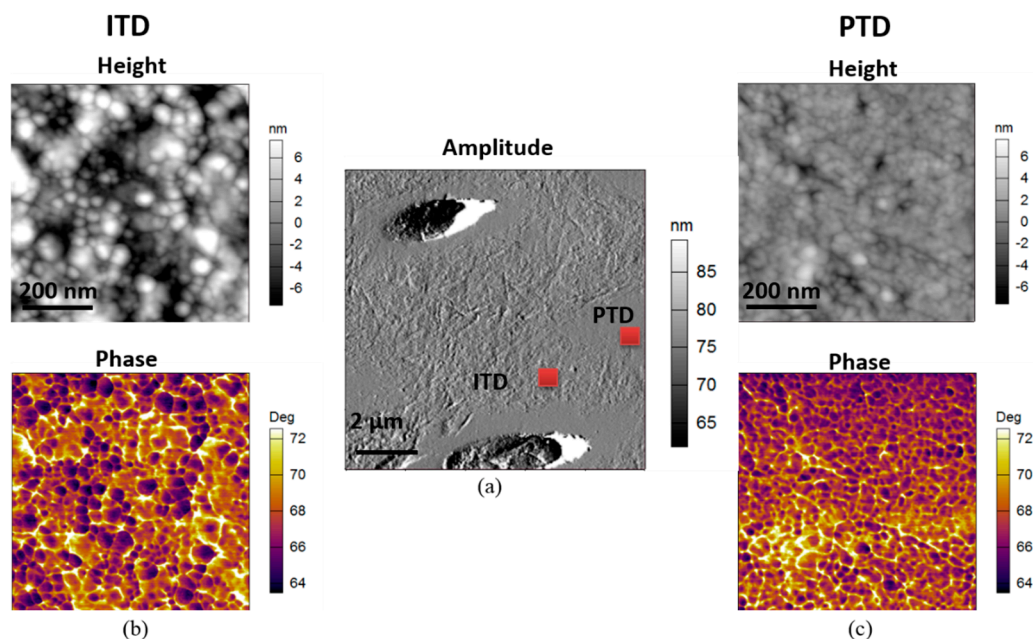 ITD
Height
nm
6
4
2
0
-2
-4
-6
200 nm
Phase
Deg
72
70
68
66
64
(b)
Amplitude
nm
85
80
75
70
65
PTD
ITD
2 μm
(a)
PTD
Height
nm
6
4
2
0
-2
-4
-6
200 nm
Phase
Deg
72
70
68
66
64
(c)